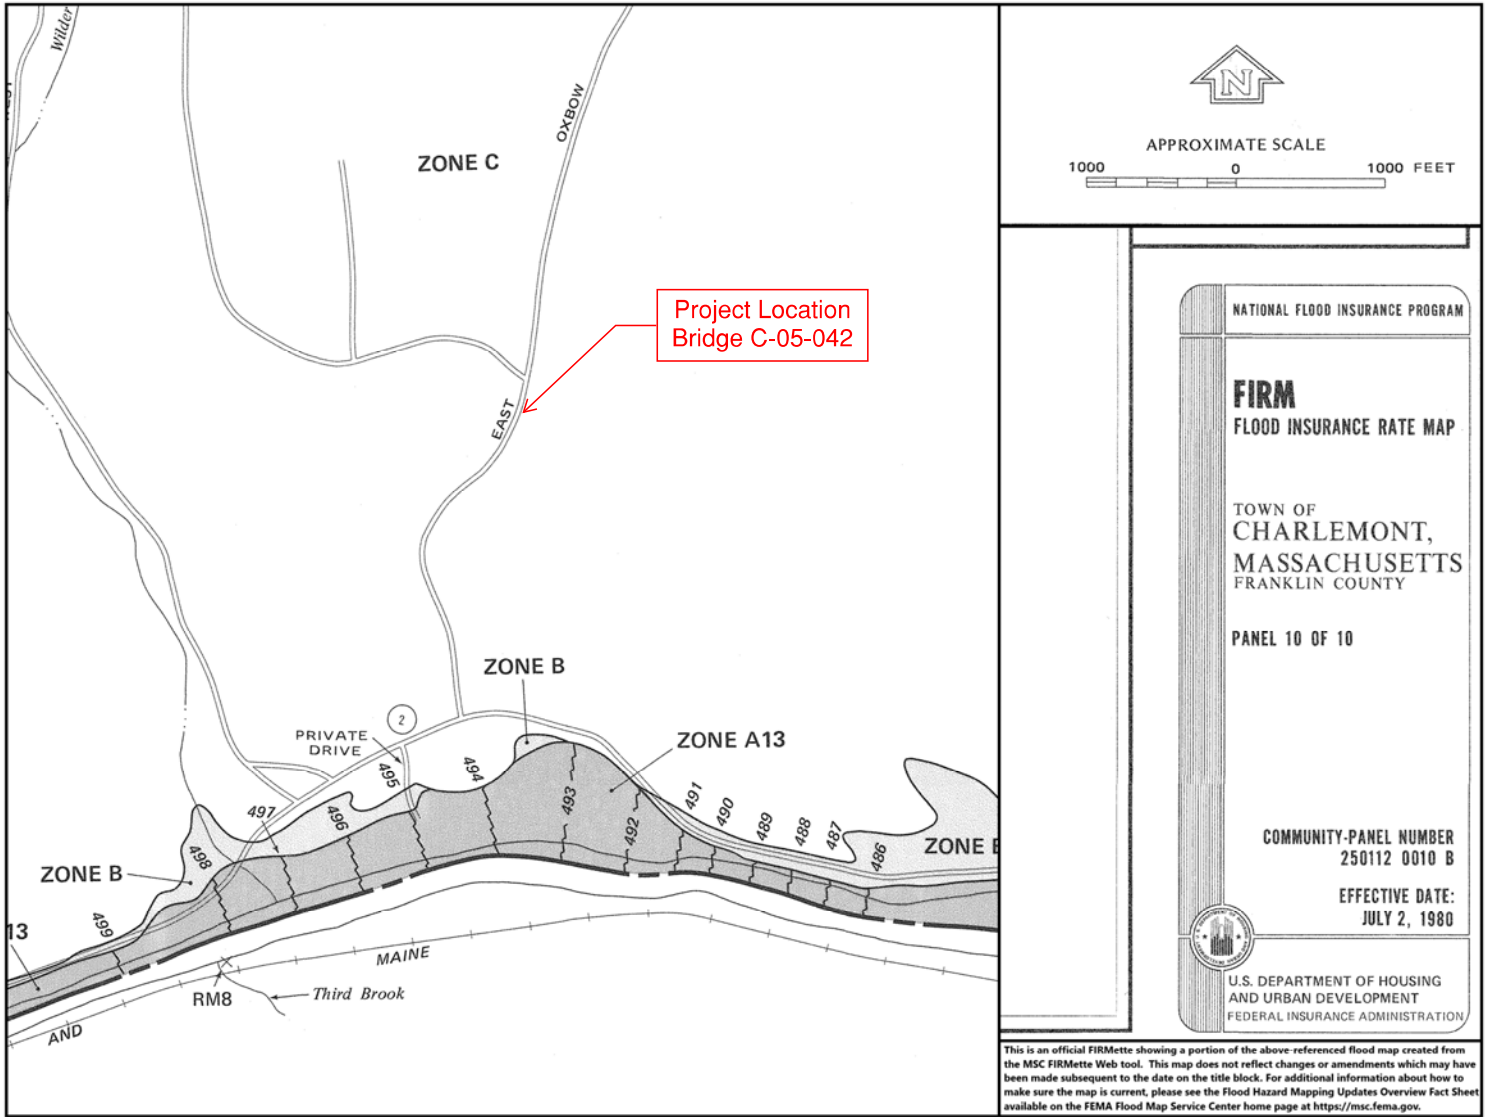 Wilder
OXBOW
ZONE C
Project Location
Bridge C-05-042
EAST
ZONE B
2
PRIVATE
DRIVE
ZONE A13
495
494
493
492
491
490
489
488
487
486
497
496
498
499
ZONE B
ZONE B
13
MAINE
RM8
Third Brook
AND
N
APPROXIMATE SCALE
1000 0 1000 FEET
NATIONAL FLOOD INSURANCE PROGRAM
FIRM
FLOOD INSURANCE RATE MAP
TOWN OF
CHARLEMONT,
MASSACHUSETTS
FRANKLIN COUNTY
PANEL 10 OF 10
COMMUNITY-PANEL NUMBER
250112 0010 B
EFFECTIVE DATE:
JULY 2, 1980
U.S. DEPARTMENT OF HOUSING
AND URBAN DEVELOPMENT
FEDERAL INSURANCE ADMINISTRATION
This is an official FIRMette showing a portion of the above-referenced flood map created from
the MSC FIRMette Web tool. This map does not reflect changes or amendments which may have
been made subsequent to the date on the title block. For additional information about how to
make sure the map is current, please see the Flood Hazard Mapping Updates Overview Fact Sheet
available on the FEMA Flood Map Service Center home page at https://msc.fema.gov.